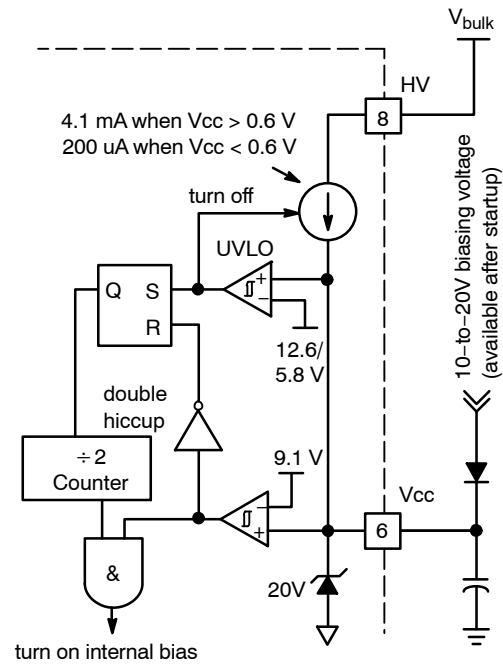 Vbulk
HV
8
4.1 mA when Vcc > 0.6 V
200 uA when Vcc < 0.6 V
turn off
UVLO
Q
S
R
+
−
12.6/
5.8 V
10−to−20V biasing voltage
(available after startup)
double
hiccup
÷ 2
Counter
9.1 V
−
+
Vcc
6
&
20V
turn on internal bias